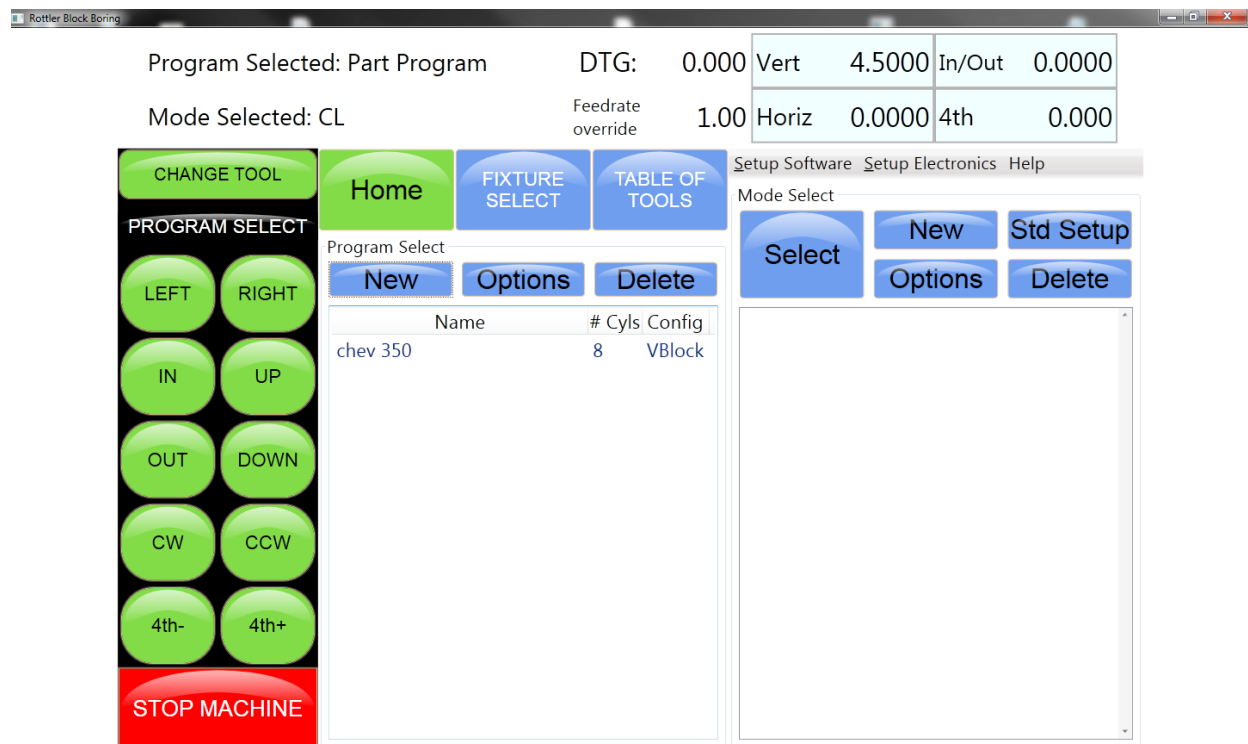 Rottler Block Boring
Program Selected: Part Program
DTG: 0.000
Vert 4.5000
In/Out 0.0000
Mode Selected: CL
Feedrate
override
1.00
Horiz 0.0000
4th 0.000
CHANGE TOOL
PROGRAM SELECT
LEFT
RIGHT
IN
UP
OUT
DOWN
CW
CCW
4th-
4th+
STOP MACHINE
Home
FIXTURE
SELECT
TABLE OF
TOOLS
Program Select
New
Options
Delete
Name # Cyls Config
chev 350 8 VBlock
Setup Software Setup Electronics Help
Mode Select
Select
New
Std Setup
Options
Delete